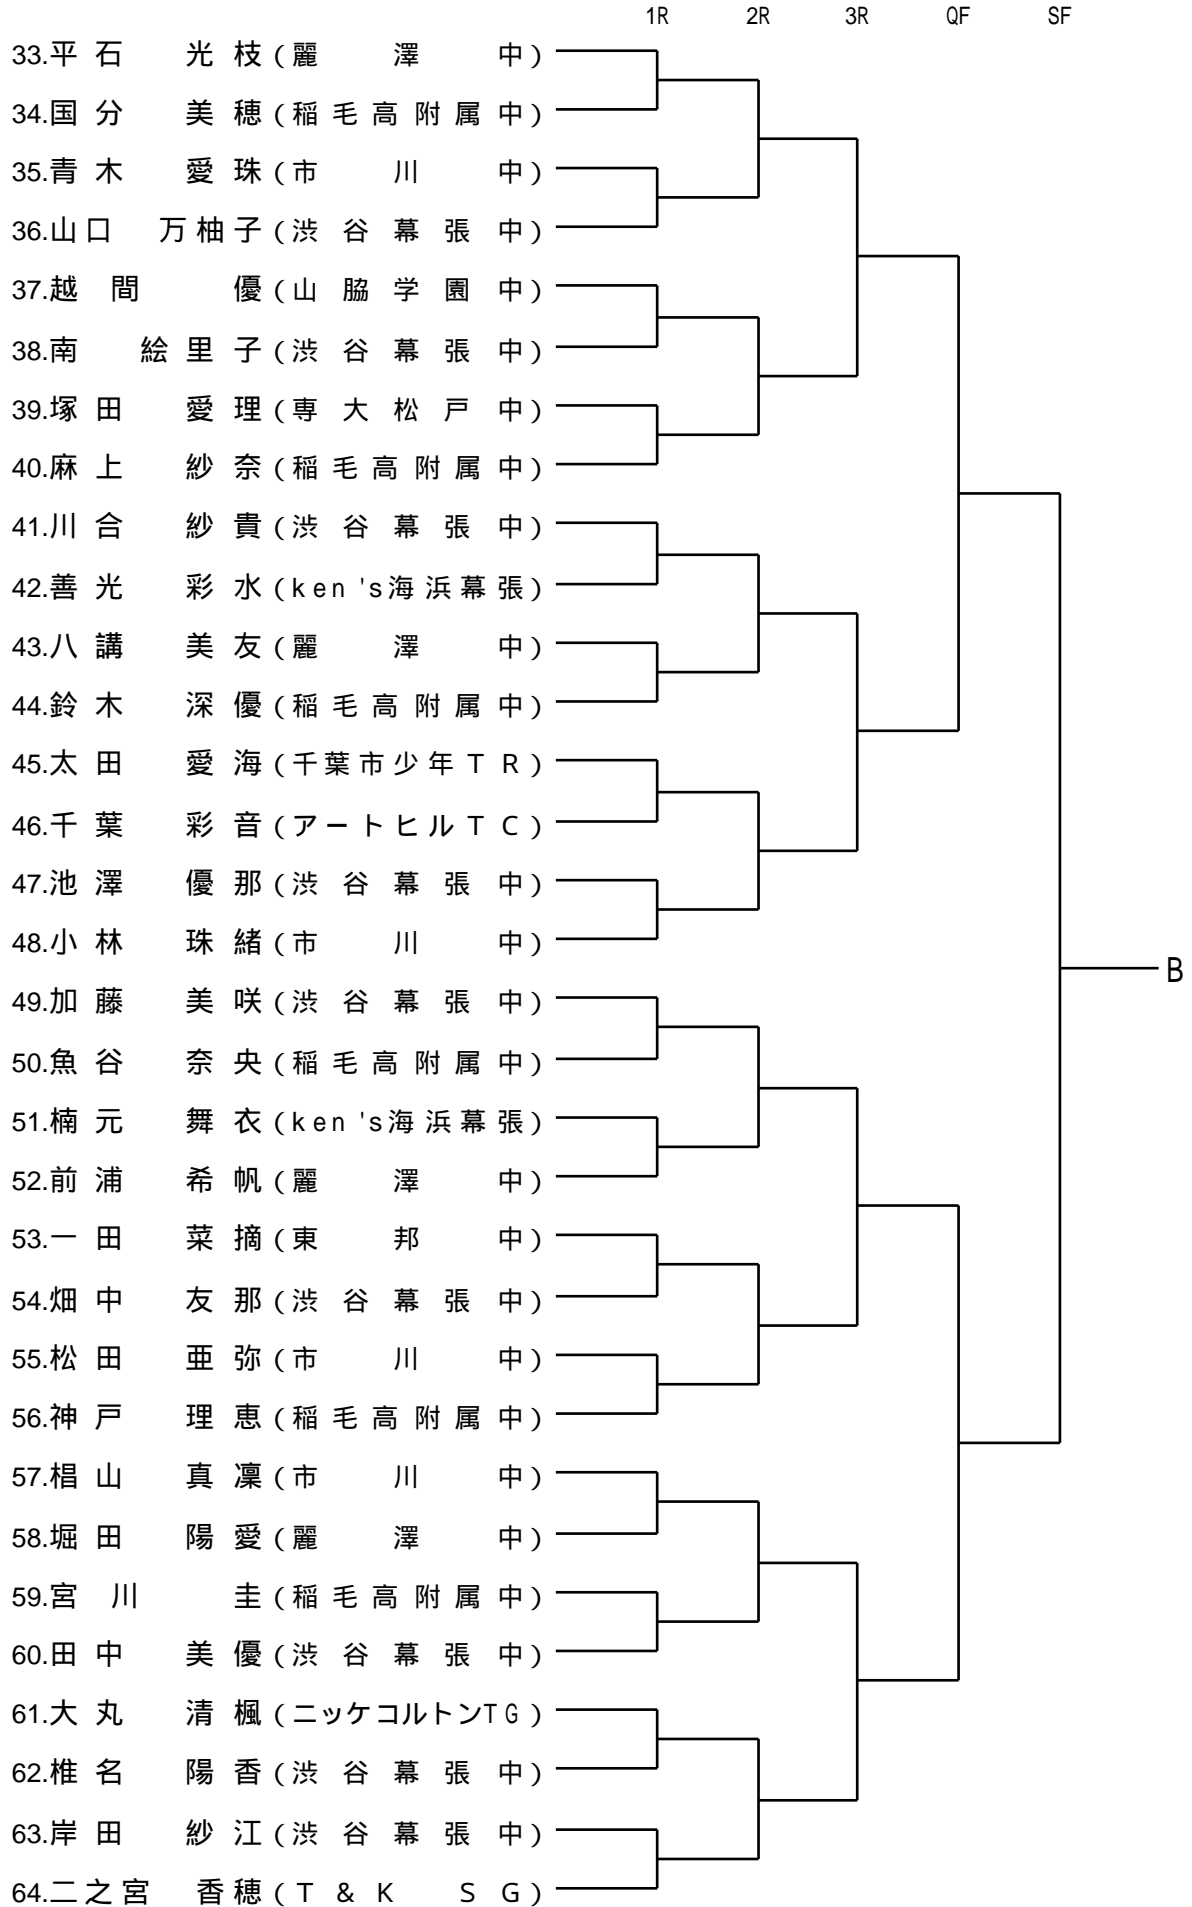 1R 2R 3R QF SF
33.平石 光枝(麗澤中)
34.国分 美穂(稲毛高附属中)
35.青木 愛珠(市川中)
36.山口 万柚子(渋谷幕張中)
37.越間 優(山脇学園中)
38.南 絵里子(渋谷幕張中)
39.塚田 愛理(専大松戸中)
40.麻上 紗奈(稲毛高附属中)
41.川合 紗貴(渋谷幕張中)
42.善光 彩水(ken's海浜幕張)
43.八講 美友(麗澤中)
44.鈴木 深優(稲毛高附属中)
45.太田 愛海(千葉市少年TR)
46.千葉 彩音(アートヒルTC)
47.池澤 優那(渋谷幕張中)
48.小林 珠緒(市川中)
B
49.加藤 美咲(渋谷幕張中)
50.魚谷 奈央(稲毛高附属中)
51.楠元 舞衣(ken's海浜幕張)
52.前浦 希帆(麗澤中)
53.一田 菜摘(東邦中)
54.畑中 友那(渋谷幕張中)
55.松田 亜弥(市川中)
56.神戸 理恵(稲毛高附属中)
57.椙山 真凜(市川中)
58.堀田 陽愛(麗澤中)
59.宮川 圭(稲毛高附属中)
60.田中 美優(渋谷幕張中)
61.大丸 清楓(ニッケコルトンTG)
62.椎名 陽香(渋谷幕張中)
63.岸田 紗江(渋谷幕張中)
64.二之宮 香穂(T&K SG)